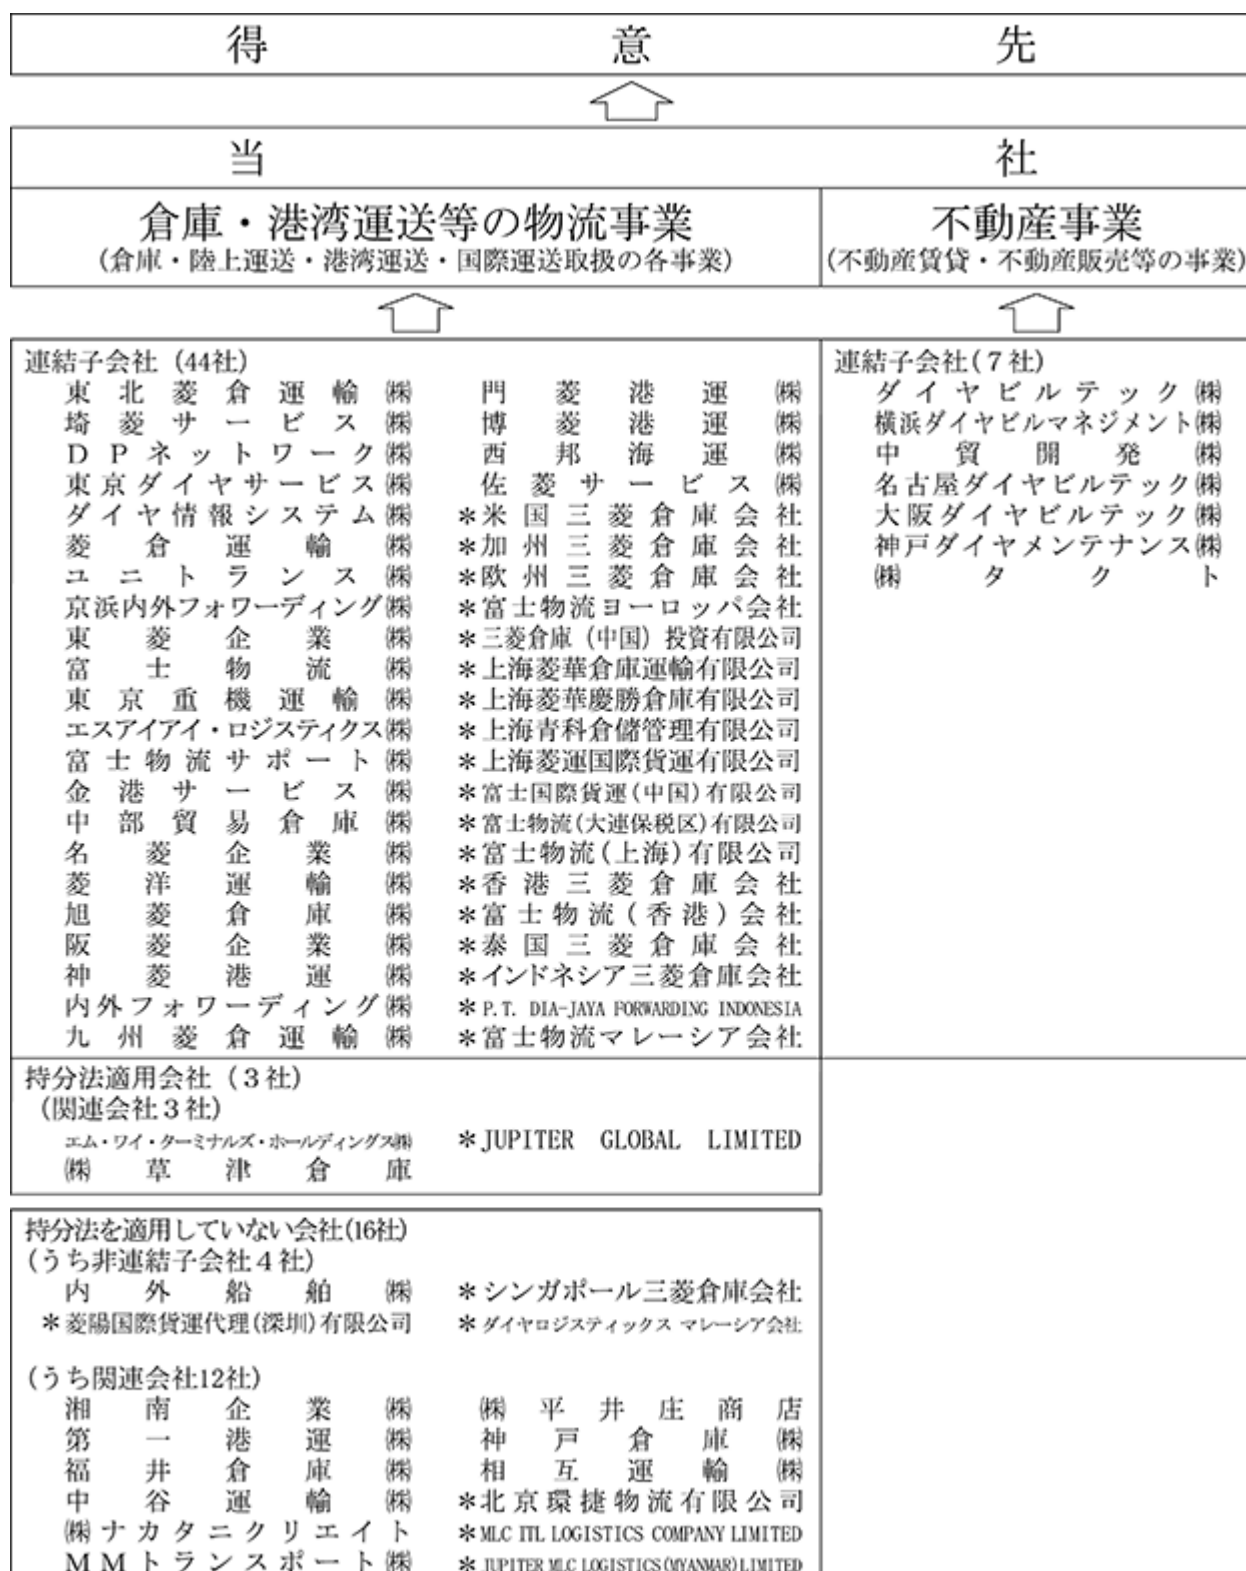 得意先
当社
倉庫・港湾運送等の物流事業
(倉庫・陸上運送・港湾運送・国際運送取扱の各事業)
不動産事業
(不動産賃貸・不動産販売等の事業)
連結子会社 (44社)
東北菱倉運輸㈱
埼菱サービス㈱
DPネットワーク㈱
東京ダイヤサービス㈱
ダイヤ情報システム㈱
菱倉運輸㈱
ユニトランス㈱
京浜内外フォワーディング㈱
東菱企業㈱
富士物流㈱
東京重機運輸㈱
エスアイアイ・ロジスティクス㈱
富士物流サポート㈱
金港サービス㈱
中部貿易倉庫㈱
名菱企業㈱
菱洋運輸㈱
旭菱倉庫㈱
阪菱企業㈱
神菱港運㈱
内外フォワーディング㈱
九州菱倉運輸㈱
門菱港運㈱
博菱港運㈱
西邦海運㈱
佐菱サービス㈱
*米国三菱倉庫会社
*加州三菱倉庫会社
*欧州三菱倉庫会社
*富士物流ヨーロッパ会社
*三菱倉庫(中国)投資有限公司
*上海菱華倉庫運輸有限公司
*上海菱華慶勝倉庫有限公司
*上海青科倉儲管理有限公司
*上海菱運国際貨運有限公司
*富士国際貨運(中国)有限公司
*富士物流(大連保税区)有限公司
*富士物流(上海)有限公司
*香港三菱倉庫会社
*富士物流(香港)会社
*泰国三菱倉庫会社
*インドネシア三菱倉庫会社
*P.T. DIA-JAYA FORWARDING INDONESIA
*富士物流マレーシア会社
連結子会社(7社)
ダイヤビルテック㈱
横浜ダイヤビルマネジメント㈱
中貿開発㈱
名古屋ダイヤビルテック㈱
大阪ダイヤビルテック㈱
神戸ダイヤメンテナンス㈱
㈱タクト
持分法適用会社 (3社)
(関連会社3社)
エム・ワイ・ターミナルズ・ホールディングス㈱
㈱草津倉庫
*JUPITER GLOBAL LIMITED
持分法を適用していない会社(16社)
(うち非連結子会社4社)
内外船舶㈱
*菱陽国際貨運代理(深圳)有限公司
*シンガポール三菱倉庫会社
*ダイヤロジスティックス マレーシア会社
(うち関連会社12社)
湘南企業㈱
第一港運㈱
福井倉庫㈱
中谷運輸㈱
㈱ナカタニクリエイト
MMトランスポート㈱
㈱平井庄商店
神戸倉庫㈱
相互運輸㈱
*北京環捷物流有限公司
*MLC ITL LOGISTICS COMPANY LIMITED
*JUPITER MLC LOGISTICS(MYANMAR)LIMITED